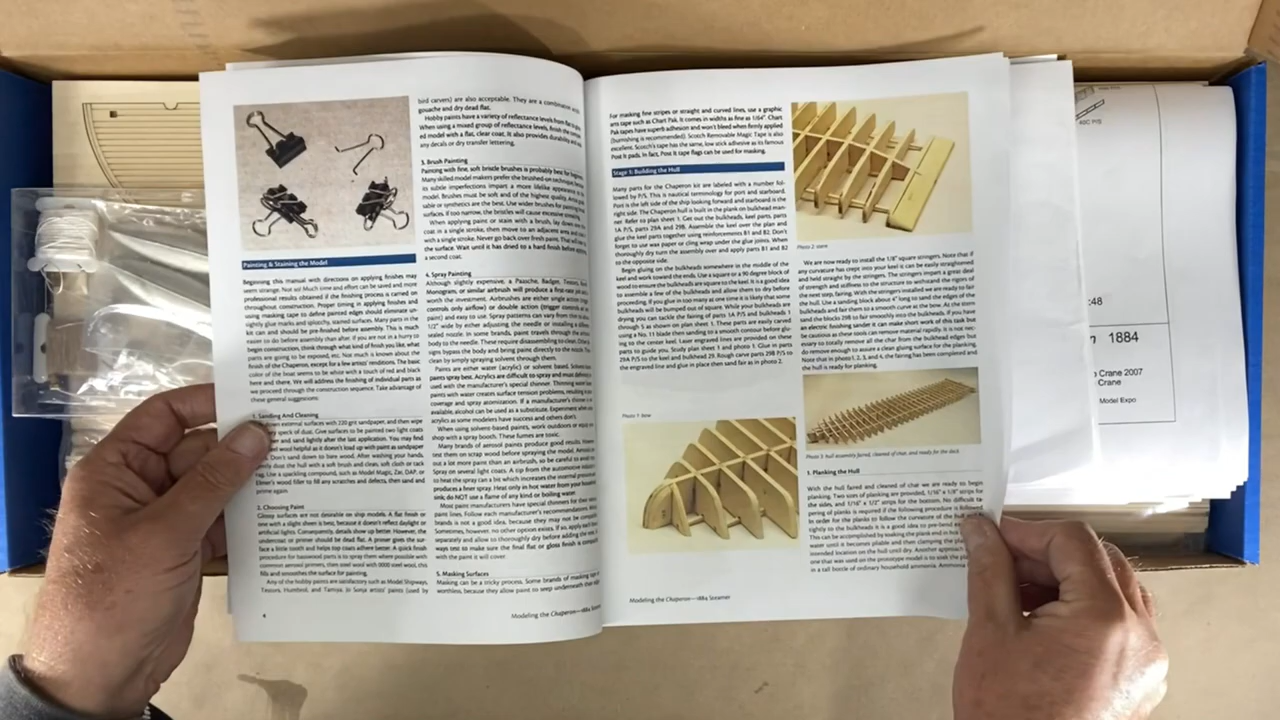 bird carvers) are also acceptable. They are a combination
gouache and dry dead flat.
Hobby paints have a variety of reflectance levels from flat
When using a mixed group of reflectance levels, finish the
ed model with a flat, clear coat. It also provides durability and
any decals or dry transfer lettering.
3. Brush Painting
Painting with fine, soft bristle brushes is probably best for
Many skilled model makers prefer the brushed-on technique
its subtle imperfections impart a more lifelike appearance
model. Brushes must be soft and of the highest quality.
table or synthetics are the best. Use wider brushes for
surfaces. If too narrow, the bristles will cause excessive
When applying paint or stain with a brush, lay down
coat in a single stroke, then move to an adjacent area and
with a single stroke. Never go back over fresh paint. That will
the surface. Wait until it has dried to a hard finish before
a second coat.
Painting & Staining the Model
Beginning this manual with directions on applying finishes may
seem strange. Not so! Much time and effort can be saved and more
professional results obtained if the finishing process is carried on
throughout construction. Proper timing in applying finishes and
using masking tape to define painted edges should eliminate
sightly glue marks and splotchy, stained surfaces. Many parts in the
kit can and should be pre-finished before assembly. This is much
easier to do before assembly than after. If you are not in a hurry to
begin construction, think through what kind of finish you like, what
parts are going to be exposed, etc. Not much is known about the
finish of the Chaperon, except for a few artists' renditions. The basic
color of the boat seems to be white with a touch of red and black
here and there. We will address the finishing of individual parts as
we proceed through the construction sequence. Take advantage of
these general suggestions:
1. Sanding And Cleaning
down external surfaces with 220 grit sandpaper, and then wipe
speck of dust. Give surfaces to be painted two light coats
and sand lightly after the last application. You may find
wool helpful as it doesn't load up with paint as sandpaper
Don't sand down to bare wood. After washing your hands,
dust the hull with a soft brush and clean, soft cloth or tack
rag. Use a spackling compound, such as Model Magic, Zar, DAP, or
Elmer's wood filler to fill any scratches and defects, then sand and
prime again.
2. Choosing Paint
Glossy surfaces are not desirable on ship models. A flat finish or
one with a slight sheen is best, because it doesn't reflect daylight or
artificial lights. Consequently, details show up better. However, the
undercoat or primer should be dead flat. A primer gives the sur-
face a little tooth and helps top coats adhere better. A quick finish
procedure for basswood parts is to spray them where possible with
common aerosol primers, then steel wool with 0000 steel wool, this
fills and smoothes the surface for painting.
Any of the hobby paints are satisfactory such as Model Shipways,
Testors, Humbrol, and Tamiya. Jo Sonja artists' paints (used by
4. Spray Painting
Although slightly expensive, a Paasche, Badger, Testors,
Monogram, or similar airbrush will produce a first-rate job
worth the investment. Airbrushes are either single action
controls only airflow) or double action (trigger controls air
paint) and easy to use. Spray patterns can vary from
1/2" wide by either adjusting the needle or installing a
sealed nozzle. In some brands, paint travels through the
body to the needle. These require disassembling to clean.
signs bypass the body and bring paint directly to the nozzle.
clean by simply spraying solvent through them.
Paints are either (water) acrylic or solvent based. Solvent
paints spray best. Acrylics are difficult to spray and must
used with the manufacturer's special thinner. Thinning water
paints with water creates surface tension problems, resulting in
coverage and spray atomization. If a manufacturer's thinner is
available, alcohol can be used as a substitute. Experiment when
acrylics as some modelers have success and others don't.
When using solvent-based paints, work outdoors or
shop with a spray booth. These fumes are toxic.
Many brands of aerosol paints produce good results.
test them on scrap wood before spraying the model. Aerosols
out a lot more paint than an airbrush, so be careful to avoid
Spray on several light coats. A tip from the automotive industry
to heat the spray can a bit which increases the internal pressure
produces a finer spray. Heat only in hot water from your household
sink; do NOT use a flame of any kind or boiling water.
Most paint manufacturers have special thinners for their
paint lines. Follow each manufacturer's recommendations.
brands is not a good idea, because they may not be
Sometimes, however, no other option exists. If so, apply each
separately and allow to thoroughly dry before adding the next.
ways test to make sure the final flat or gloss finish is compatible
with the paint it will cover.
5. Masking Surfaces
Masking can be a tricky process. Some brands of masking tape
worthless, because they allow paint to seep underneath their
4
Modeling the Chaperon—1884 Steamer
For masking fine stripes or straight and curved lines, use a graphic
arts tape such as Chart Pak. It comes in widths as fine as 1/64". Chart
Pak tapes have superb adhesion and won't bleed when firmly applied
(burnishing is recommended). Scotch Removable Magic Tape is also
excellent. Scotch's tape has the same, low stick adhesive as its famous
Post it pads. In fact, Post it tape flags can be used for masking.
Stage 1: Building the Hull
Many parts for the Chaperon kit are labeled with a number fol-
lowed by P/S. This is nautical terminology for port and starboard.
Port is the left side of the ship looking forward and starboard is the
right side. The Chaperon hull is built in the plank on bulkhead man-
ner. Refer to plan sheet 1. Get out the bulkheads, keel parts, parts
1A P/S, parts 29A and 29B. Assemble the keel over the plan and
glue the keel parts together using reinforcements B1 and B2. Don't
forget to use wax paper or cling wrap under the glue joints. When
thoroughly dry turn the assembly over and apply parts B1 and B2
to the opposite side.
Begin gluing on the bulkheads somewhere in the middle of the
keel and work toward the ends. Use a square or a 90 degree block of
wood to ensure the bulkheads are square to the keel. It is a good idea
to assemble a few of the bulkheads and allow them to dry before
proceeding. If you glue in too many at one time it is likely that some
bulkheads will be bumped out of square. While your bulkheads are
drying you can tackle the fairing of parts 1A P/S and bulkheads 1
through 5 as shown on plan sheet 1. These parts are easily carved
using a No. 11 blade then sanding to a smooth contour before glu-
ing to the center keel. Laser engraved lines are provided on these
parts to guide you. Study plan sheet 1 and photo 1. Glue in parts
29A P/S to the keel and bulkhead 29. Rough carve parts 29B P/S to
the engraved line and glue in place then sand fair as in photo 2.
Photo 1: bow
Photo 2: stern
We are now ready to install the 1/8" square stringers. Note that if
any curvature has crept into your keel it can be easily straightened
and held straight by the stringers. The stringers impart a great deal
of strength and stiffness to the structure to withstand the rigors of
the next step, fairing. With the stringers installed we are ready to fair
the hull. Use a sanding block about 4" long to sand the edges of the
bulkheads and fair them to a smooth curve at the bow. At the stern
sand the blocks 29B to fair smoothly into the bulkheads. If you have
an electric finishing sander it can make short work of this task but
be cautious as these tools can remove material rapidly. It is not nec-
essary to totally remove all the char from the bulkhead edges but
do remove enough to assure a clean gluing surface for the planking.
Note that in photo 1, 2, 3, and 4, the fairing has been completed and
the hull is ready for planking.
Photo 3: hull assembly faired, cleaned of char, and ready for the deck.
1. Planking the Hull
With the hull faired and cleaned of char we are ready to begin
planking. Two sizes of planking are provided, 1/16" x 1/8" strips for
the sides, and 1/16" x 1/2" strips for the bottom. No difficult ta-
pering of planks is required if the following procedure is followed.
In order for the planks to follow the curvature of the hull
tightly to the bulkheads it is a good idea to pre-bend
This can be accomplished by soaking the plank end in hot
water until it becomes pliable and then clamping the
intended location on the hull until dry. Another approach
one that was used on the prototype model is to soak the
in a tall bottle of ordinary household ammonia. Ammonia
Modeling the Chaperon—1884 Steamer
40C P/S
:48
1884
Crane 2007
Crane
Model Expo